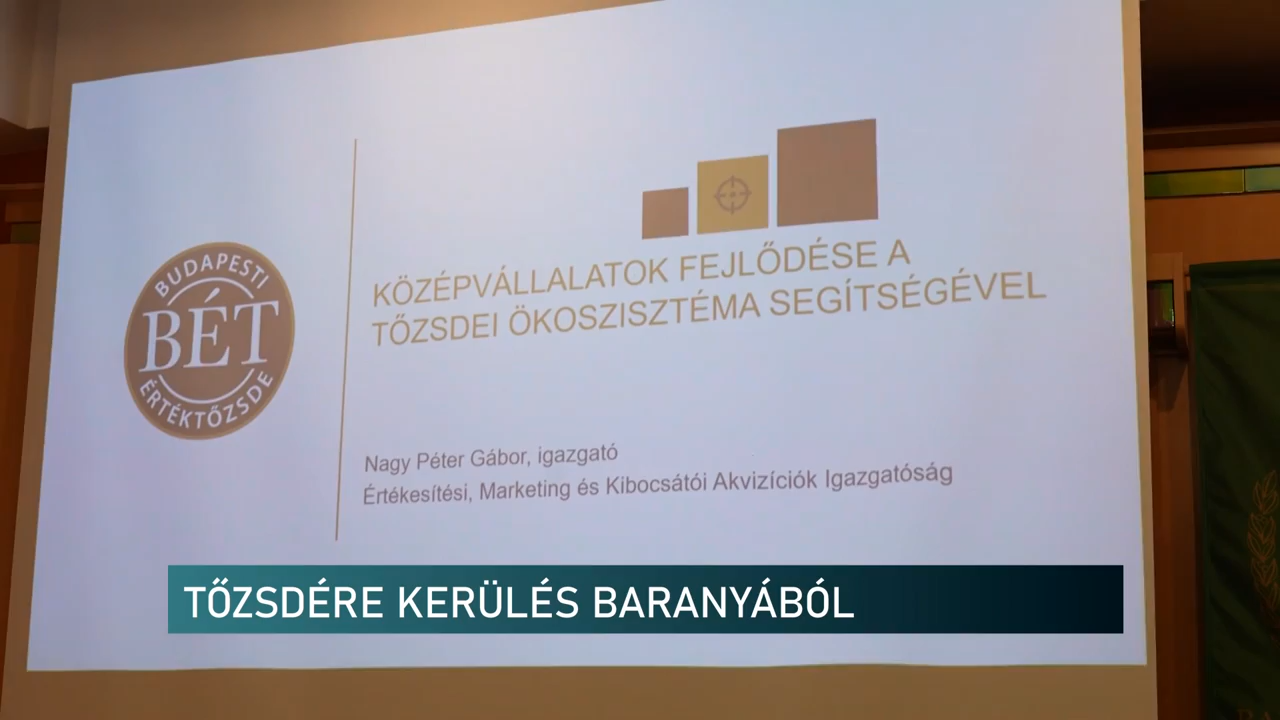 BUDAPESTI
BÉT
ÉRTÉKTŐZSDE
KÖZÉPVÁLLALATOK FEJLŐDÉSE A
TŐZSDEI ÖKOSZISZTÉMA SEGÍTSÉGÉVEL
Nagy Péter Gábor, igazgató
Értékesítési, Marketing és Kibocsátói Akvizíciók Igazgatóság
TŐZSDÉRE KERÜLÉS BARANYÁBÓL